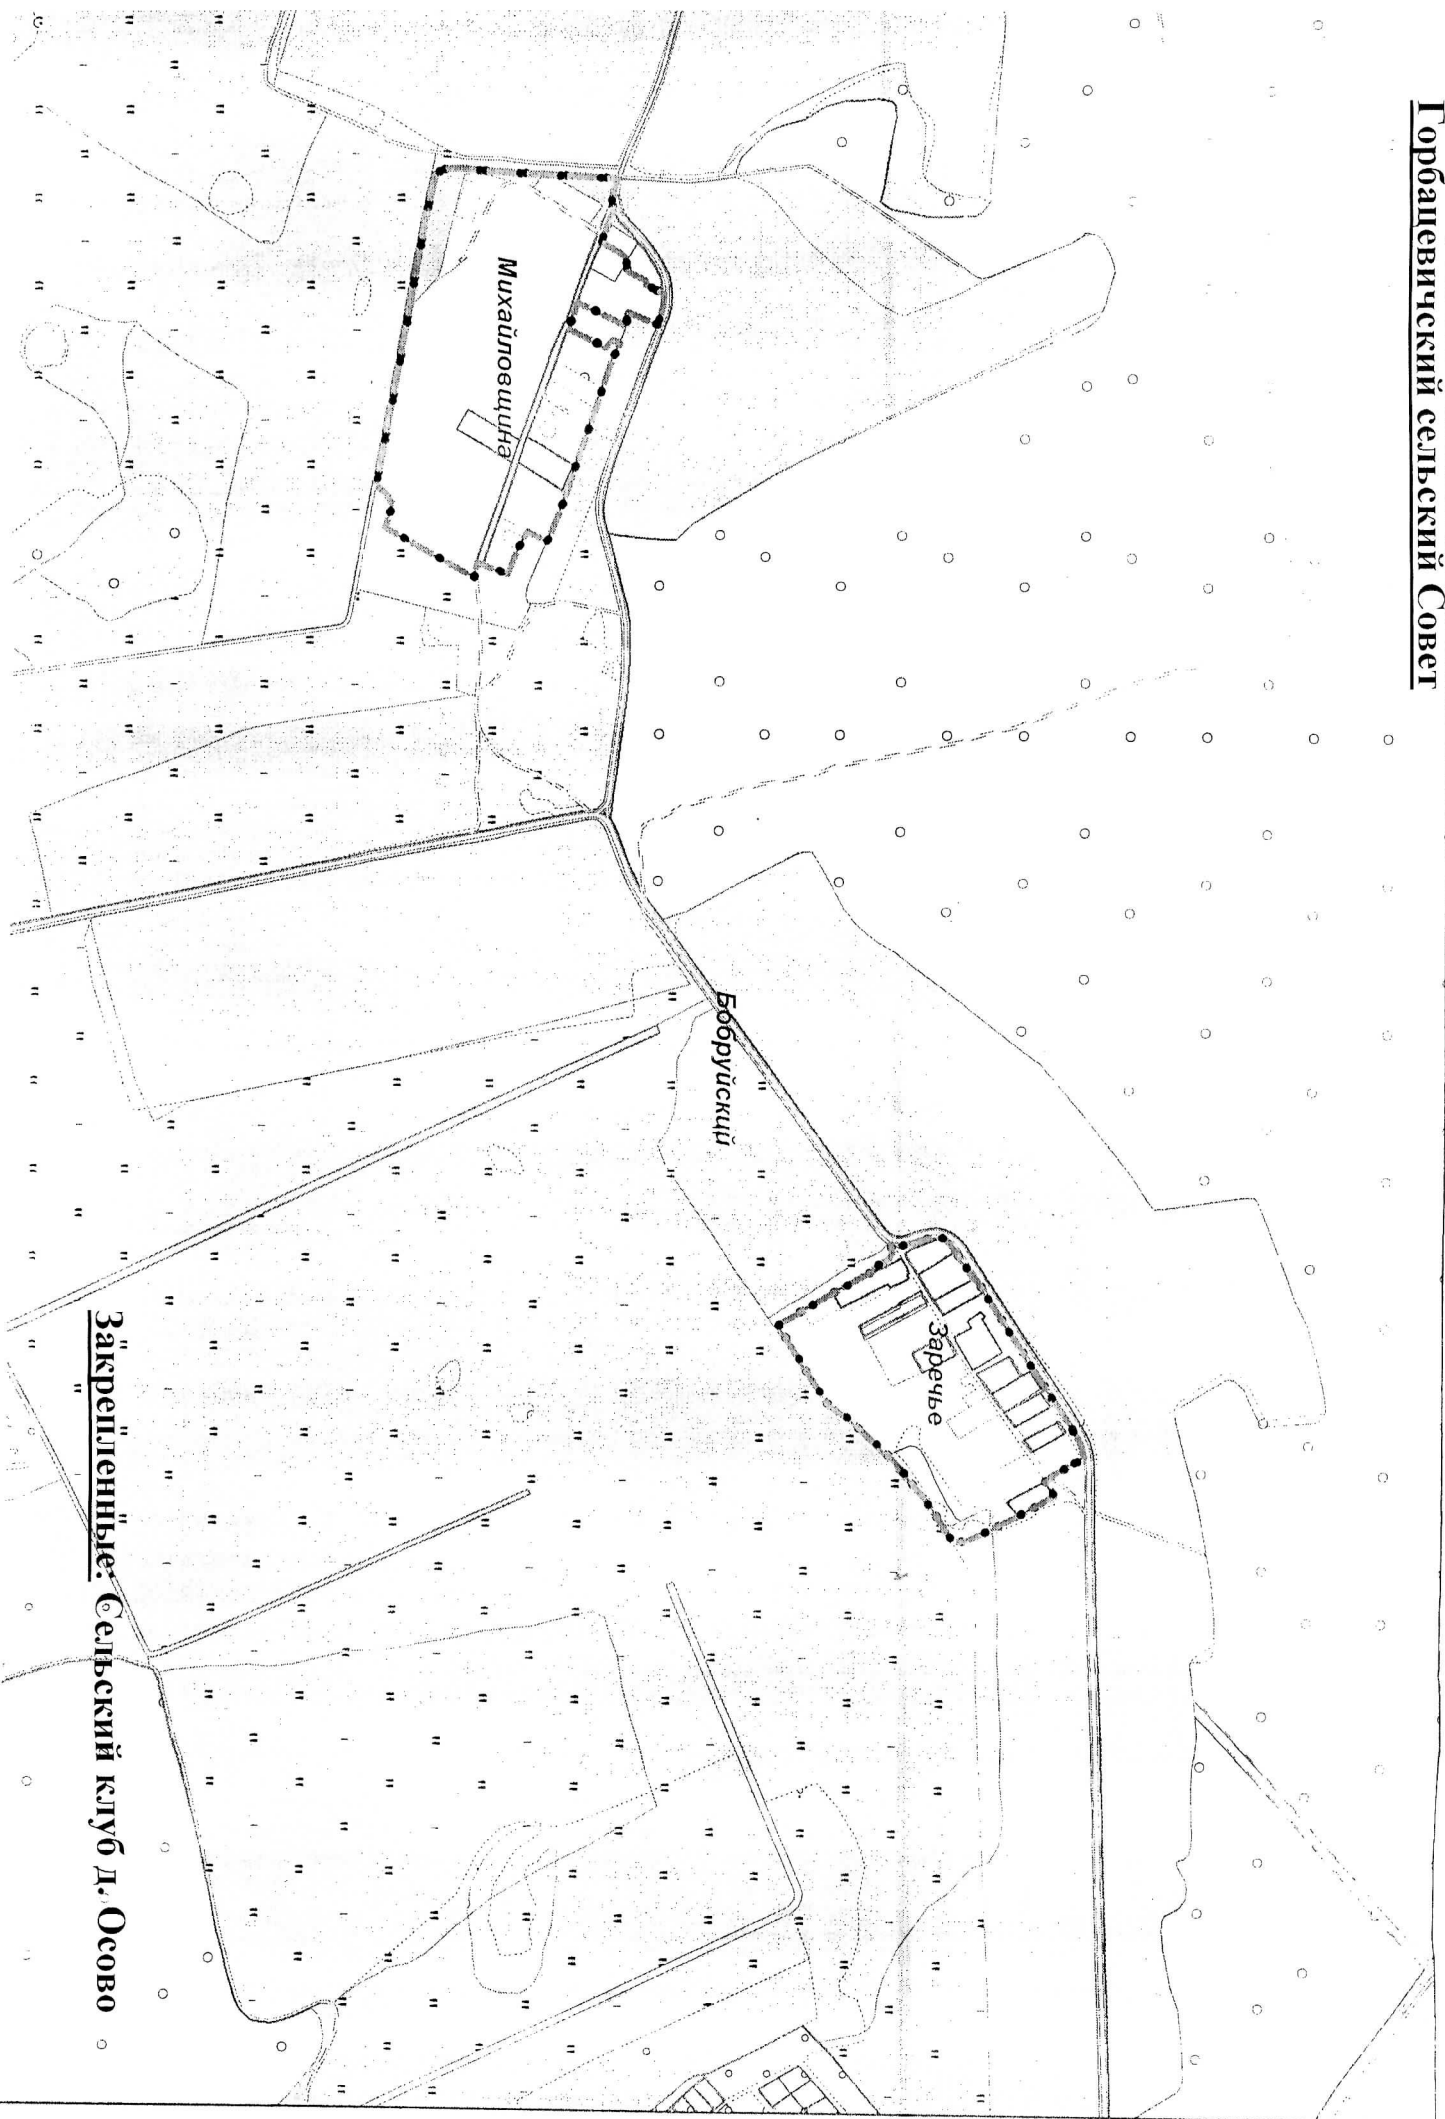 Горбацевичский сельский Совет
Михайловщина
Бобруйский
Заречье
Закрепленные: Сельский клуб д. Осово